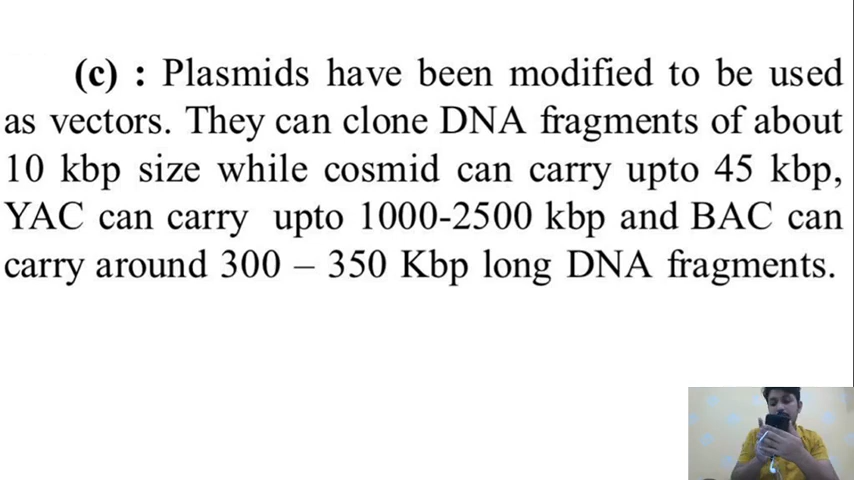 (c) : Plasmids have been modified to be used
as vectors. They can clone DNA fragments of about
10 kbp size while cosmid can carry upto 45 kbp,
YAC can carry upto 1000-2500 kbp and BAC can
carry around 300 – 350 Kbp long DNA fragments.